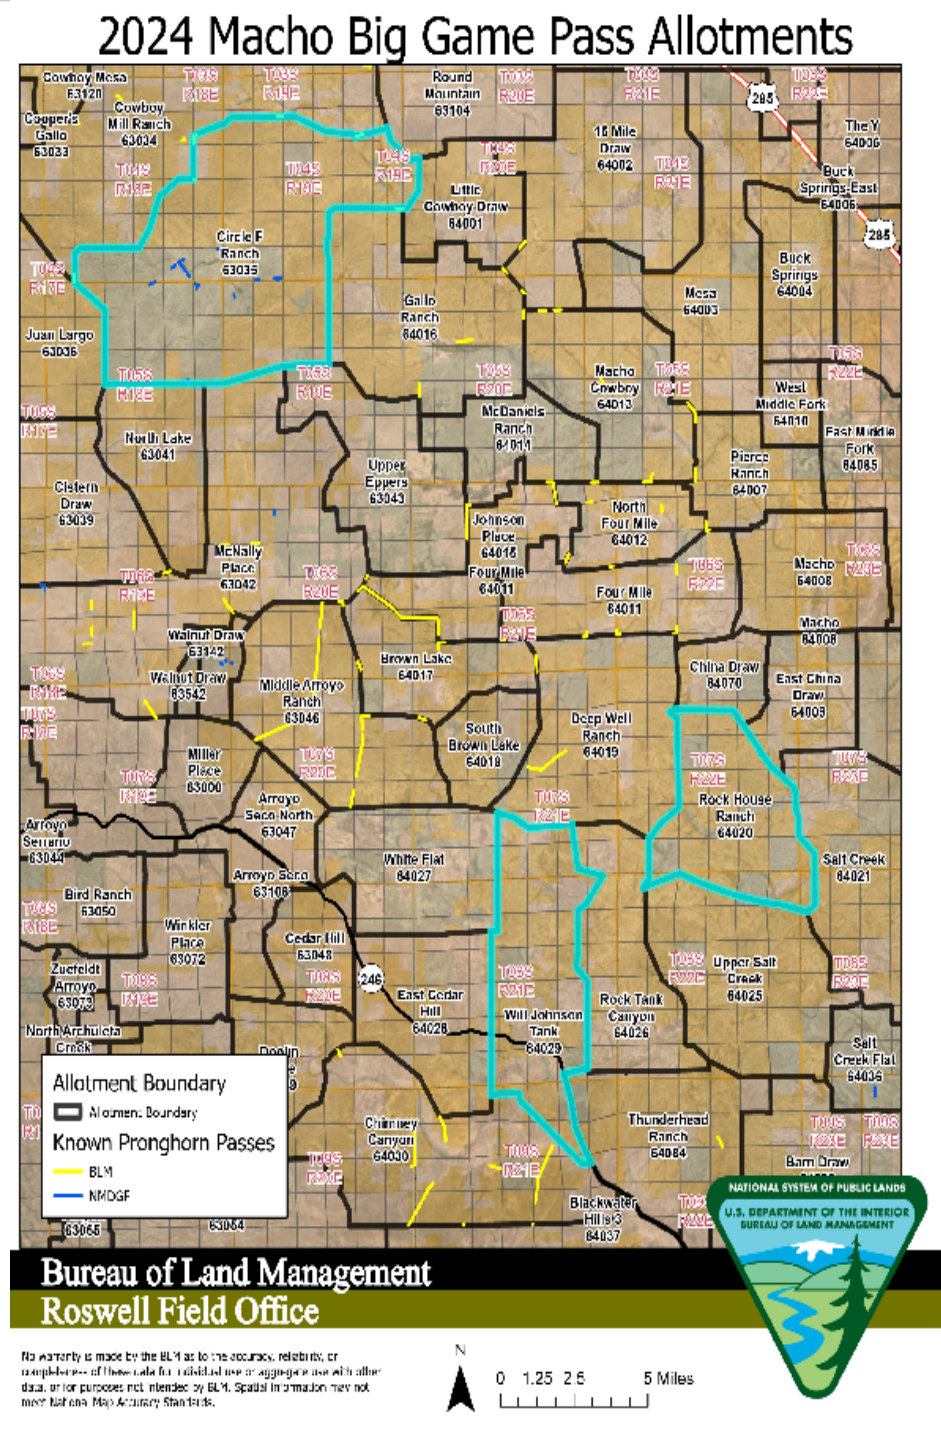 2024 Macho Big Game Pass Allotments
Cowboy Mesa
63120
T03S
R18E
T03S
R19E
Round
Mountain
63104
T03S
R20E
T03S
R21E
285
T03S
R22E
Copper's
Gallo
63033
Cowboy
Mill Ranch
63034
15 Mile
Draw
64002
The Y
64006
T04S
R18E
T04S
R19E
T04S
R19E
T04S
R20E
T04S
R21E
Buck
Springs-East
64006
Little
Cowboy Draw
64001
285
Circle F
Ranch
63035
T04S
R17E
Buck
Springs
64004
Mesa
64003
Gallo
Ranch
64016
Juan Largo
63036
T05S
R18E
T05S
R19E
T05S
R20E
Macho
Cowboy
64013
T05S
R21E
T05S
R22E
West
Middle Fork
64010
T05S
R17E
McDaniels
Ranch
64014
North Lake
63041
East Middle
Fork
64065
Upper
Eppers
63043
Pierce
Ranch
64007
Cistern
Draw
63039
Johnson
Place
64015
North
Four Mile
64012
McNally
Place
63042
Four Mile
64011
Four Mile
64011
T06S
R22E
Macho
64008
T06S
R23E
T06S
R19E
T06S
R20E
T06S
R21E
Macho
64008
Walnut Draw
63142
Walnut Draw
63542
Brown Lake
64017
China Draw
64070
East China
Draw
64009
T06S
R18E
Middle Arroyo
Ranch
63046
T07S
R18E
South
Brown Lake
64018
Deep Well
Ranch
64019
Miller
Place
63000
T07S
R19E
T07S
R20E
T07S
R22E
T07S
R23E
Arroyo
Seco North
63047
T07S
R21E
Rock House
Ranch
64020
Arroyo
Serrano
63044
White Flat
64027
Salt Creek
64021
Arroyo Seco
63106
Bird Ranch
63050
T08S
R18E
Winkler
Place
63072
Cedar Hill
63048
Zuefeldt
Arroyo
63073
T08S
R19E
T08S
R20E
246
T08S
R21E
T08S
R22E
Upper Salt
Creek
64025
T08S
R23E
East Cedar
Hill
64028
Will Johnson
Tank
64029
Rock Tank
Canyon
64026
North Archuleta
Creek
Salt
Creek Flat
64036
Allotment Boundary
Allotment Boundary
Known Pronghorn Passes
BLM
NMDGF
Chimney
Canyon
64030
Thunderhead
Ranch
64084
T09S
R20E
T09S
R21E
T09S
R23E
T09S
R24E
Barn Draw
Blackwater
Hills 3
64037
T09S
R22E
63065
63054
NATIONAL SYSTEM OF PUBLIC LANDS
U.S. DEPARTMENT OF THE INTERIOR
BUREAU OF LAND MANAGEMENT
Bureau of Land Management
Roswell Field Office
No warranty is made by the BLM as to the accuracy, reliability, or
completeness of these data for individual use or aggregate use with other
data, or for purposes not intended by BLM. Spatial information may not
meet National Map Accuracy Standards.
N
0 1.25 2.5 5 Miles